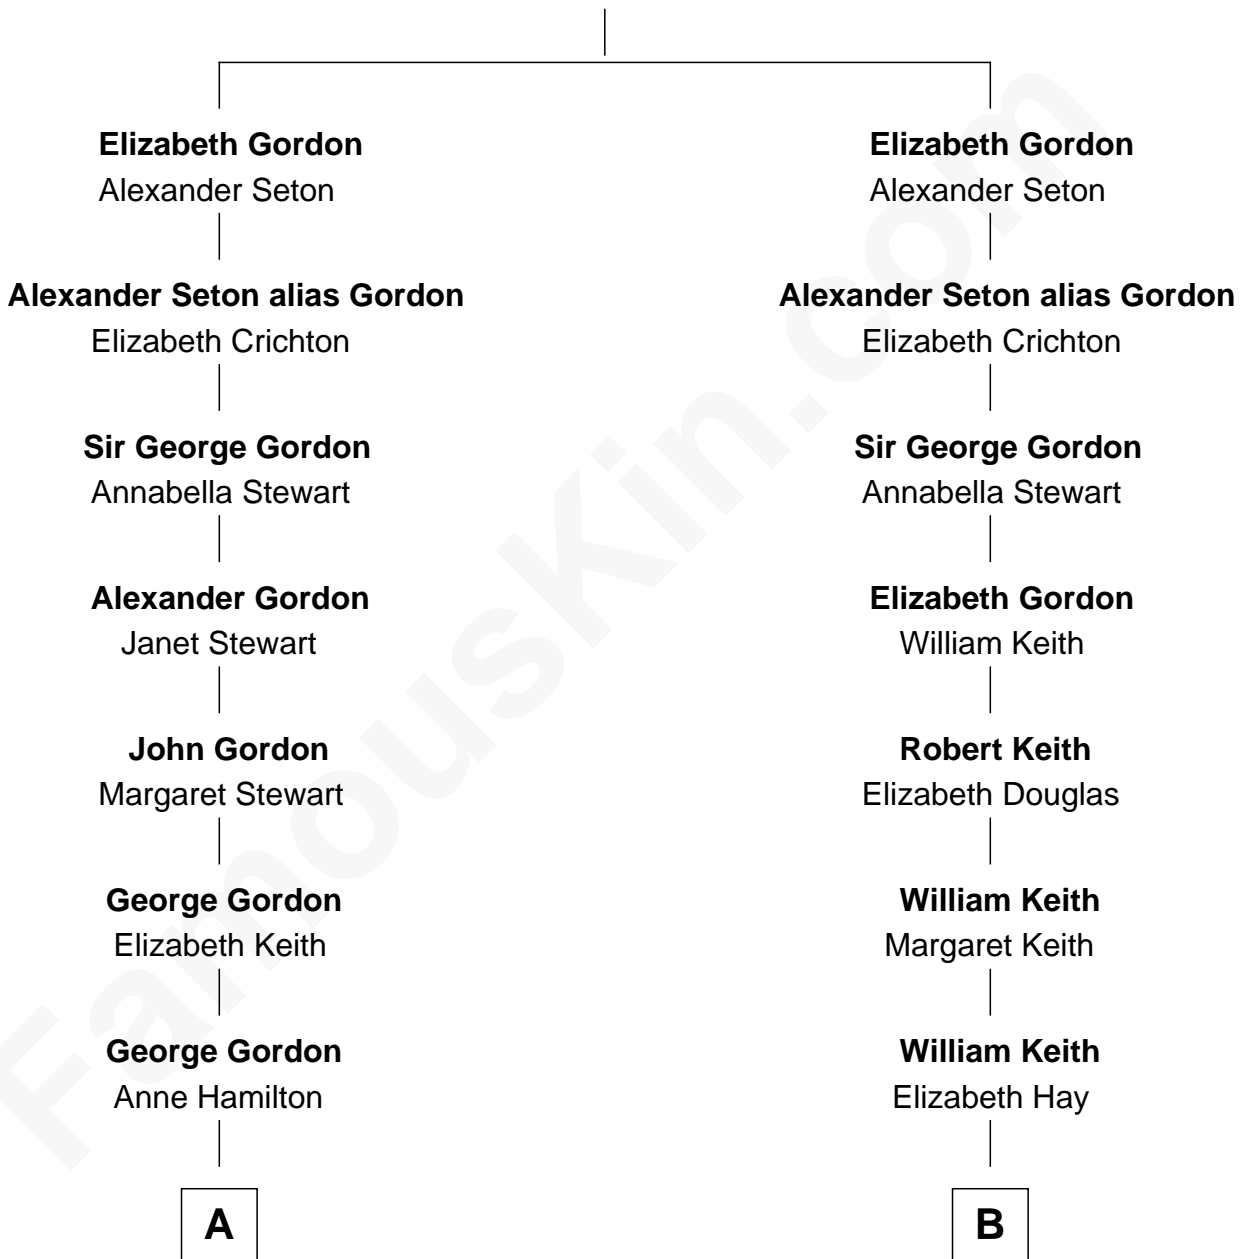 Elizabeth Gordon
Alexander Seton
Alexander Seton alias Gordon
Elizabeth Crichton
Sir George Gordon
Annabella Stewart
Alexander Gordon
Janet Stewart
John Gordon
Margaret Stewart
George Gordon
Elizabeth Keith
George Gordon
Anne Hamilton
A
Elizabeth Gordon
Alexander Seton
Alexander Seton alias Gordon
Elizabeth Crichton
Sir George Gordon
Annabella Stewart
Elizabeth Gordon
William Keith
Robert Keith
Elizabeth Douglas
William Keith
Margaret Keith
William Keith
Elizabeth Hay
B
FamousKin.com